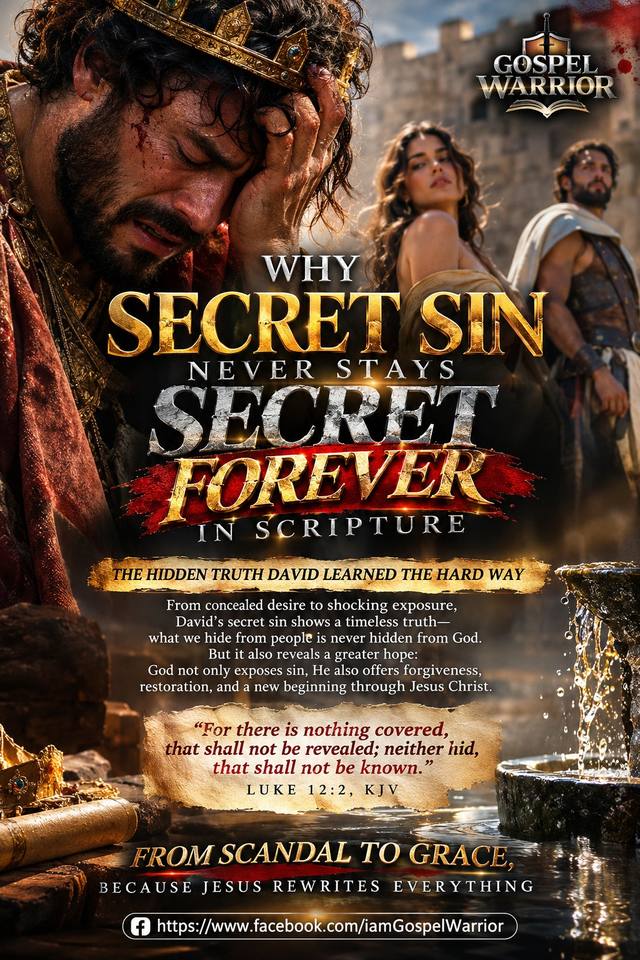 GOSPEL
WARRIOR
WHY
SECRET SIN
NEVER STAYS
SECRET
FOREVER
IN SCRIPTURE
THE HIDDEN TRUTH DAVID LEARNED THE HARD WAY
From concealed desire to shocking exposure,
David's secret sin shows a timeless truth—
what we hide from people is never hidden from God.
But it also reveals a greater hope:
God not only exposes sin, He also offers forgiveness,
restoration, and a new beginning through Jesus Christ.
"For there is nothing covered,
that shall not be revealed; neither hid,
that shall not be known."
LUKE 12:2, KJV
FROM SCANDAL TO GRACE,
BECAUSE JESUS REWRITES EVERYTHING
https://www.facebook.com/iamGospelWarrior